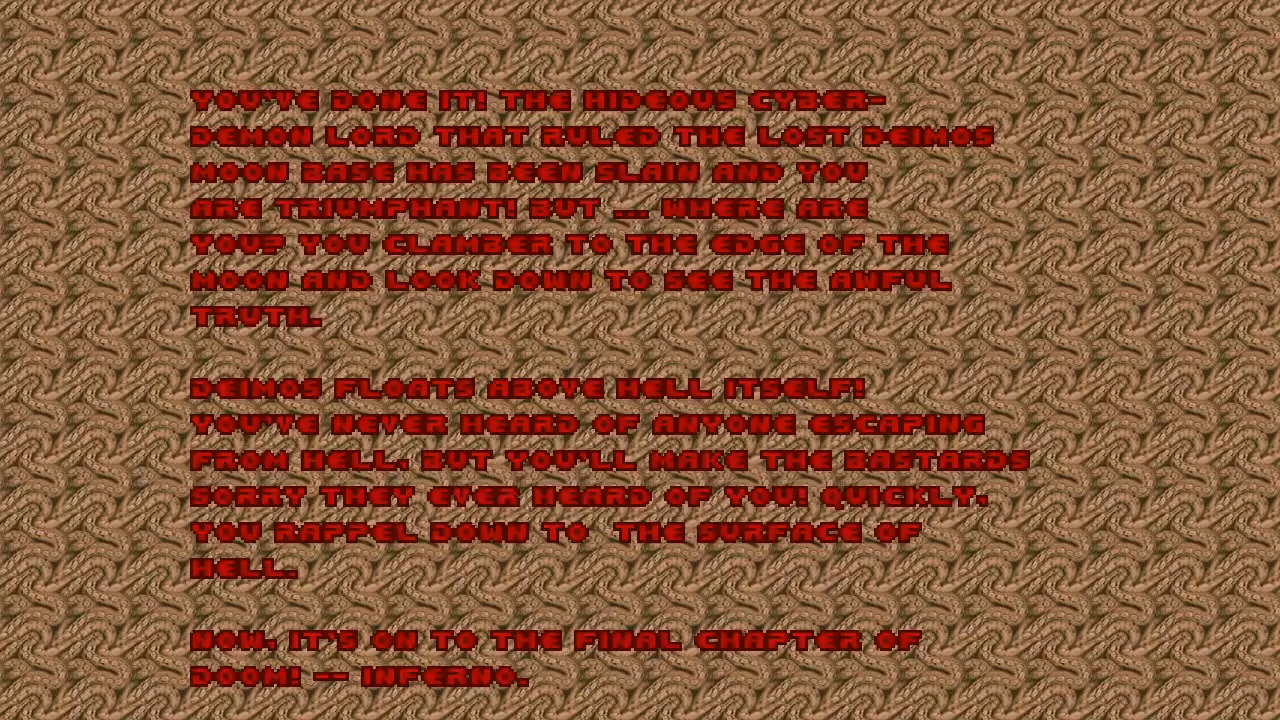 YOU'VE DONE IT! THE HIDEOUS CYBER-
DEMON LORD THAT RULED THE LOST DEIMOS
MOON BASE HAS BEEN SLAIN AND YOU
ARE TRIUMPHANT! BUT ... WHERE ARE
YOU? YOU CLAMBER TO THE EDGE OF THE
MOON AND LOOK DOWN TO SEE THE AWFUL
TRUTH.
DEIMOS FLOATS ABOVE HELL ITSELF!
YOU'VE NEVER HEARD OF ANYONE ESCAPING
FROM HELL, BUT YOU'LL MAKE THE BASTARDS
SORRY THEY EVER HEARD OF YOU! QUICKLY,
YOU RAPPEL DOWN TO  THE SURFACE OF
HELL.
NOW, IT'S ON TO THE FINAL CHAPTER OF
DOOM! -- INFERNO.